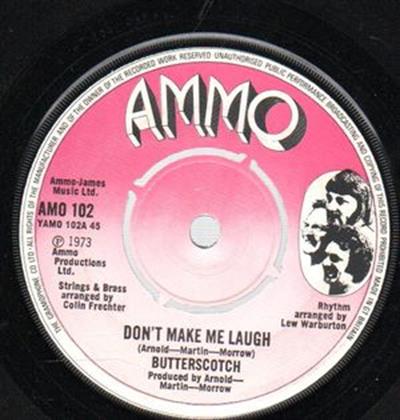 THE GRAMOPHONE CO LTD ALL RIGHTS OF THE MANUFACTURER AND OF THE OWNER OF THE RECORDED WORK RESERVED UNAUTHORISED PUBLIC PERFORMANCE BROADCASTING AND COPYING OF THIS RECORD PROHIBITED MADE IN GT BRITAIN
AMMO
Ammo-James
Music Ltd.
AMO 102
YAMO 102A 45
Ⓟ 1973
Ammo
Productions
Ltd.
Strings & Brass
arranged by
Colin Frechter
Rhythm
arranged by
Lew Warburton
DON'T MAKE ME LAUGH
(Arnold—Martin—Morrow)
BUTTERSCOTCH
Produced by Arnold—
Martin—Morrow